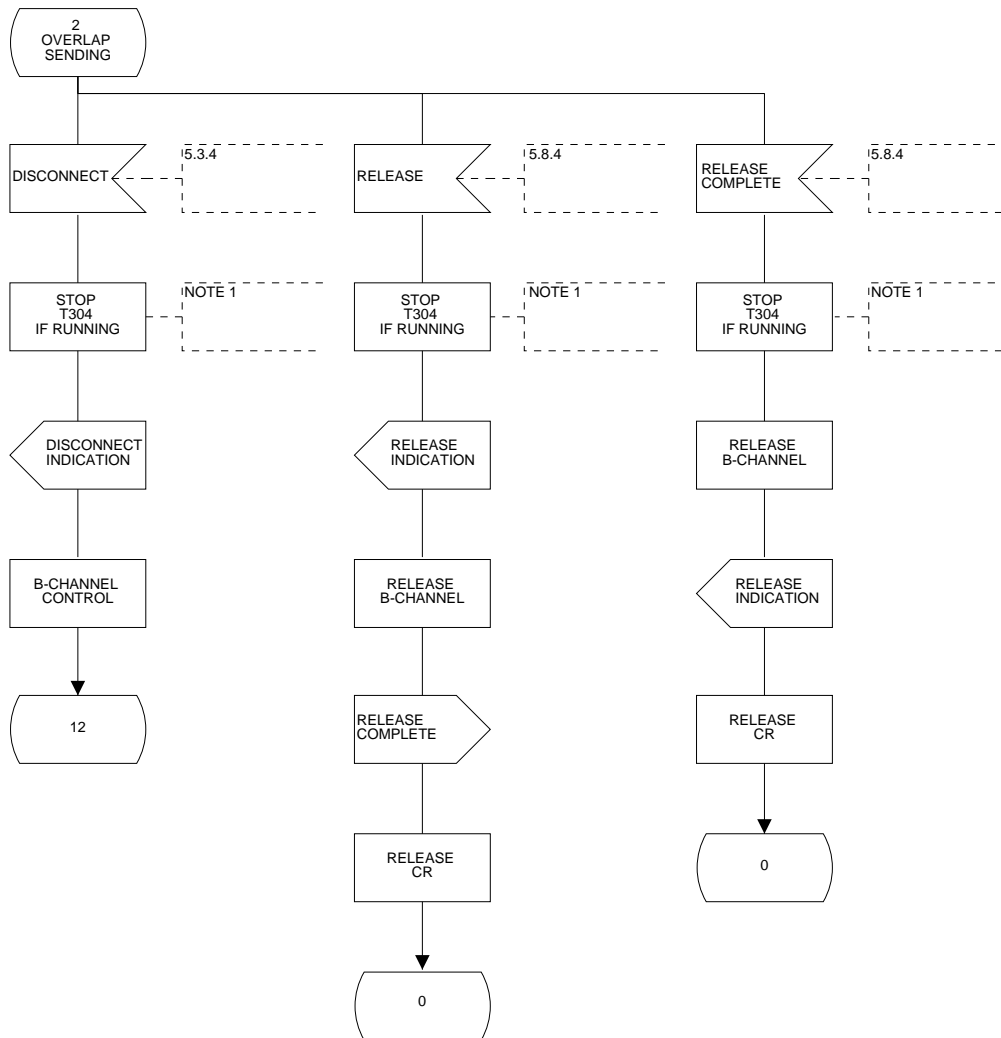 2
OVERLAP
SENDING
DISCONNECT
5.3.4
RELEASE
5.8.4
RELEASE
COMPLETE
5.8.4
STOP
T304
IF RUNNING
NOTE 1
STOP
T304
IF RUNNING
NOTE 1
STOP
T304
IF RUNNING
NOTE 1
DISCONNECT
INDICATION
RELEASE
INDICATION
RELEASE
B-CHANNEL
B-CHANNEL
CONTROL
RELEASE
B-CHANNEL
RELEASE
INDICATION
12
RELEASE
COMPLETE
RELEASE
CR
RELEASE
CR
0
0